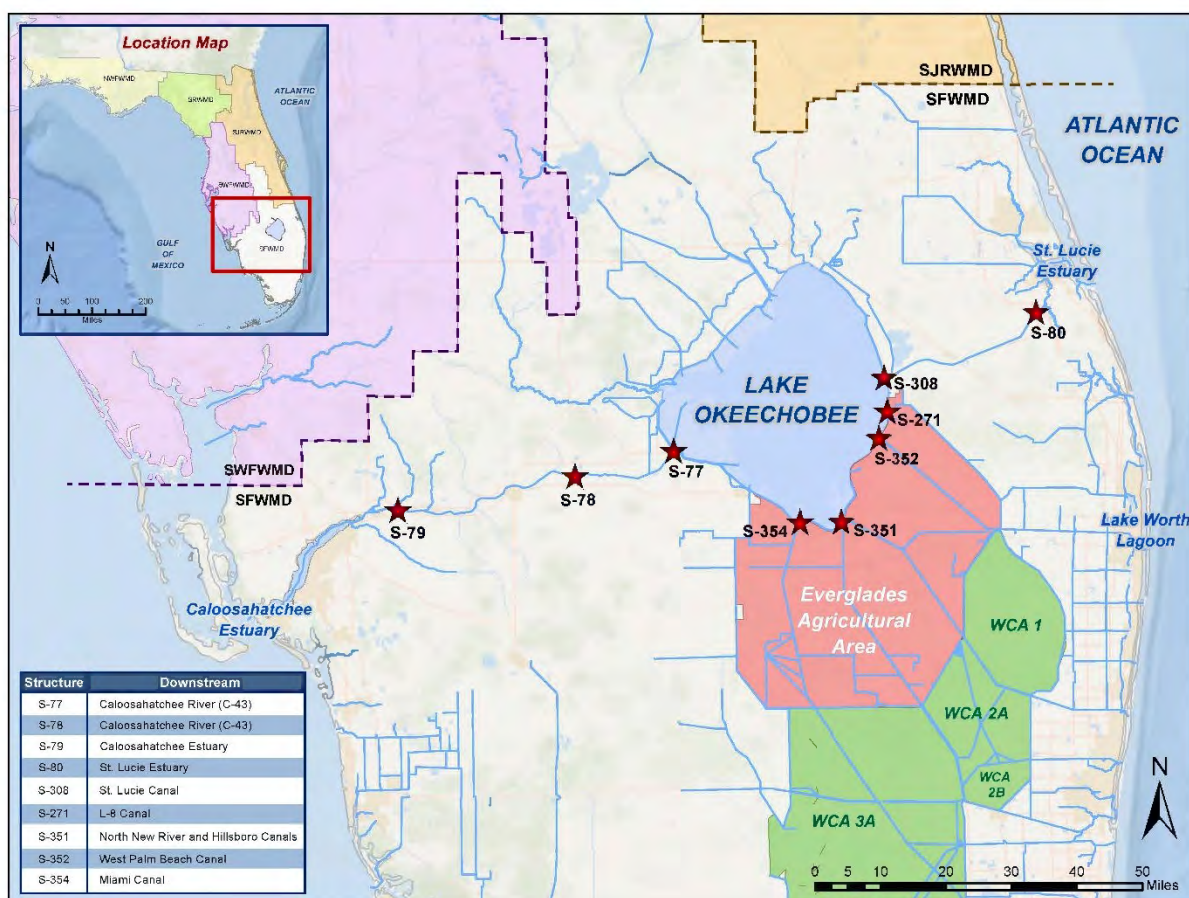 Location Map
NWFWMD
SRWMD
SJRWMD
SWFWMD
SFWMD
ATLANTIC
OCEAN
GULF
OF
MEXICO
N
0 50 100 200
Miles
SJRWMD
SFWMD
ATLANTIC
OCEAN
St. Lucie
Estuary
S-80
S-308
LAKE
OKEECHOBEE
S-271
S-352
S-77
S-78
S-79
SWFWMD
SFWMD
S-354
S-351
Lake Worth
Lagoon
Everglades
Agricultural
Area
WCA 1
Caloosahatchee
Estuary
WCA 2A
WCA
2B
WCA 3A
N
0 5 10 20 30 40 50
Miles
Structure Downstream
S-77 Caloosahatchee River (C-43)
S-78 Caloosahatchee River (C-43)
S-79 Caloosahatchee Estuary
S-80 St. Lucie Estuary
S-308 St. Lucie Canal
S-271 L-8 Canal
S-351 North New River and Hillsboro Canals
S-352 West Palm Beach Canal
S-354 Miami Canal